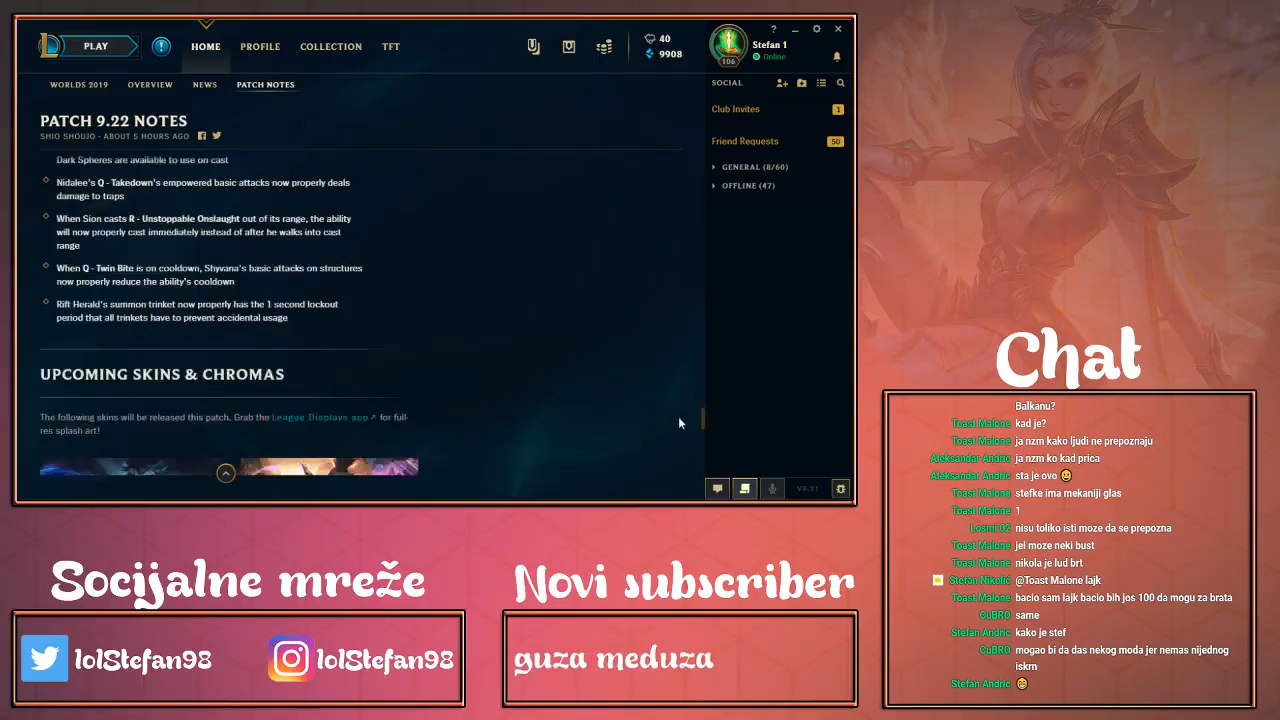 PLAY
HOME
PROFILE
COLLECTION
TFT
40
9908
106
Stefan 1
Online
WORLDS 2019
OVERVIEW
NEWS
PATCH NOTES
SOCIAL
Club Invites
1
Friend Requests
50
GENERAL (8/60)
OFFLINE (47)
PATCH 9.22 NOTES
SHIO SHOUJO - ABOUT 5 HOURS AGO
Dark Spheres are available to use on cast
Nidalee's Q - Takedown's empowered basic attacks now properly deals
damage to traps
When Sion casts R - Unstoppable Onslaught out of its range, the ability
will now properly cast immediately instead of after he walks into cast
range
When Q - Twin Bite is on cooldown, Shyvana's basic attacks on structures
now properly reduce the ability's cooldown
Rift Herald's summon trinket now properly has the 1 second lockout
period that all trinkets have to prevent accidental usage
UPCOMING SKINS & CHROMAS
The following skins will be released this patch. Grab the League Displays app↗ for full-
res splash art!
V9.21
Chat
Balkanu?
Toast Malone kad je?
Toast Malone ja nzm kako ljudi ne prepoznaju
Aleksandar Andric ja nzm ko kad prica
Aleksandar Andric sta je ovo 😀
Toast Malone stefke ima mekaniji glas
Toast Malone 1
Losmi 02 nisu toliko isti moze da se prepozna
Toast Malone jel moze neki bust
Toast Malone nikola je lud brt
Stefan Nikolić @Toast Malone lajk
Toast Malone bacio sam lajk bacio bih jos 100 da mogu za brata
CuBRO same
Stefan Andric kako je stef
CuBRO mogao bi da das nekog moda jer nemas nijednog
iskrn
Stefan Andric 😁
Socijalne mreže
lolStefan98
lolStefan98
Novi subscriber
guza meduza